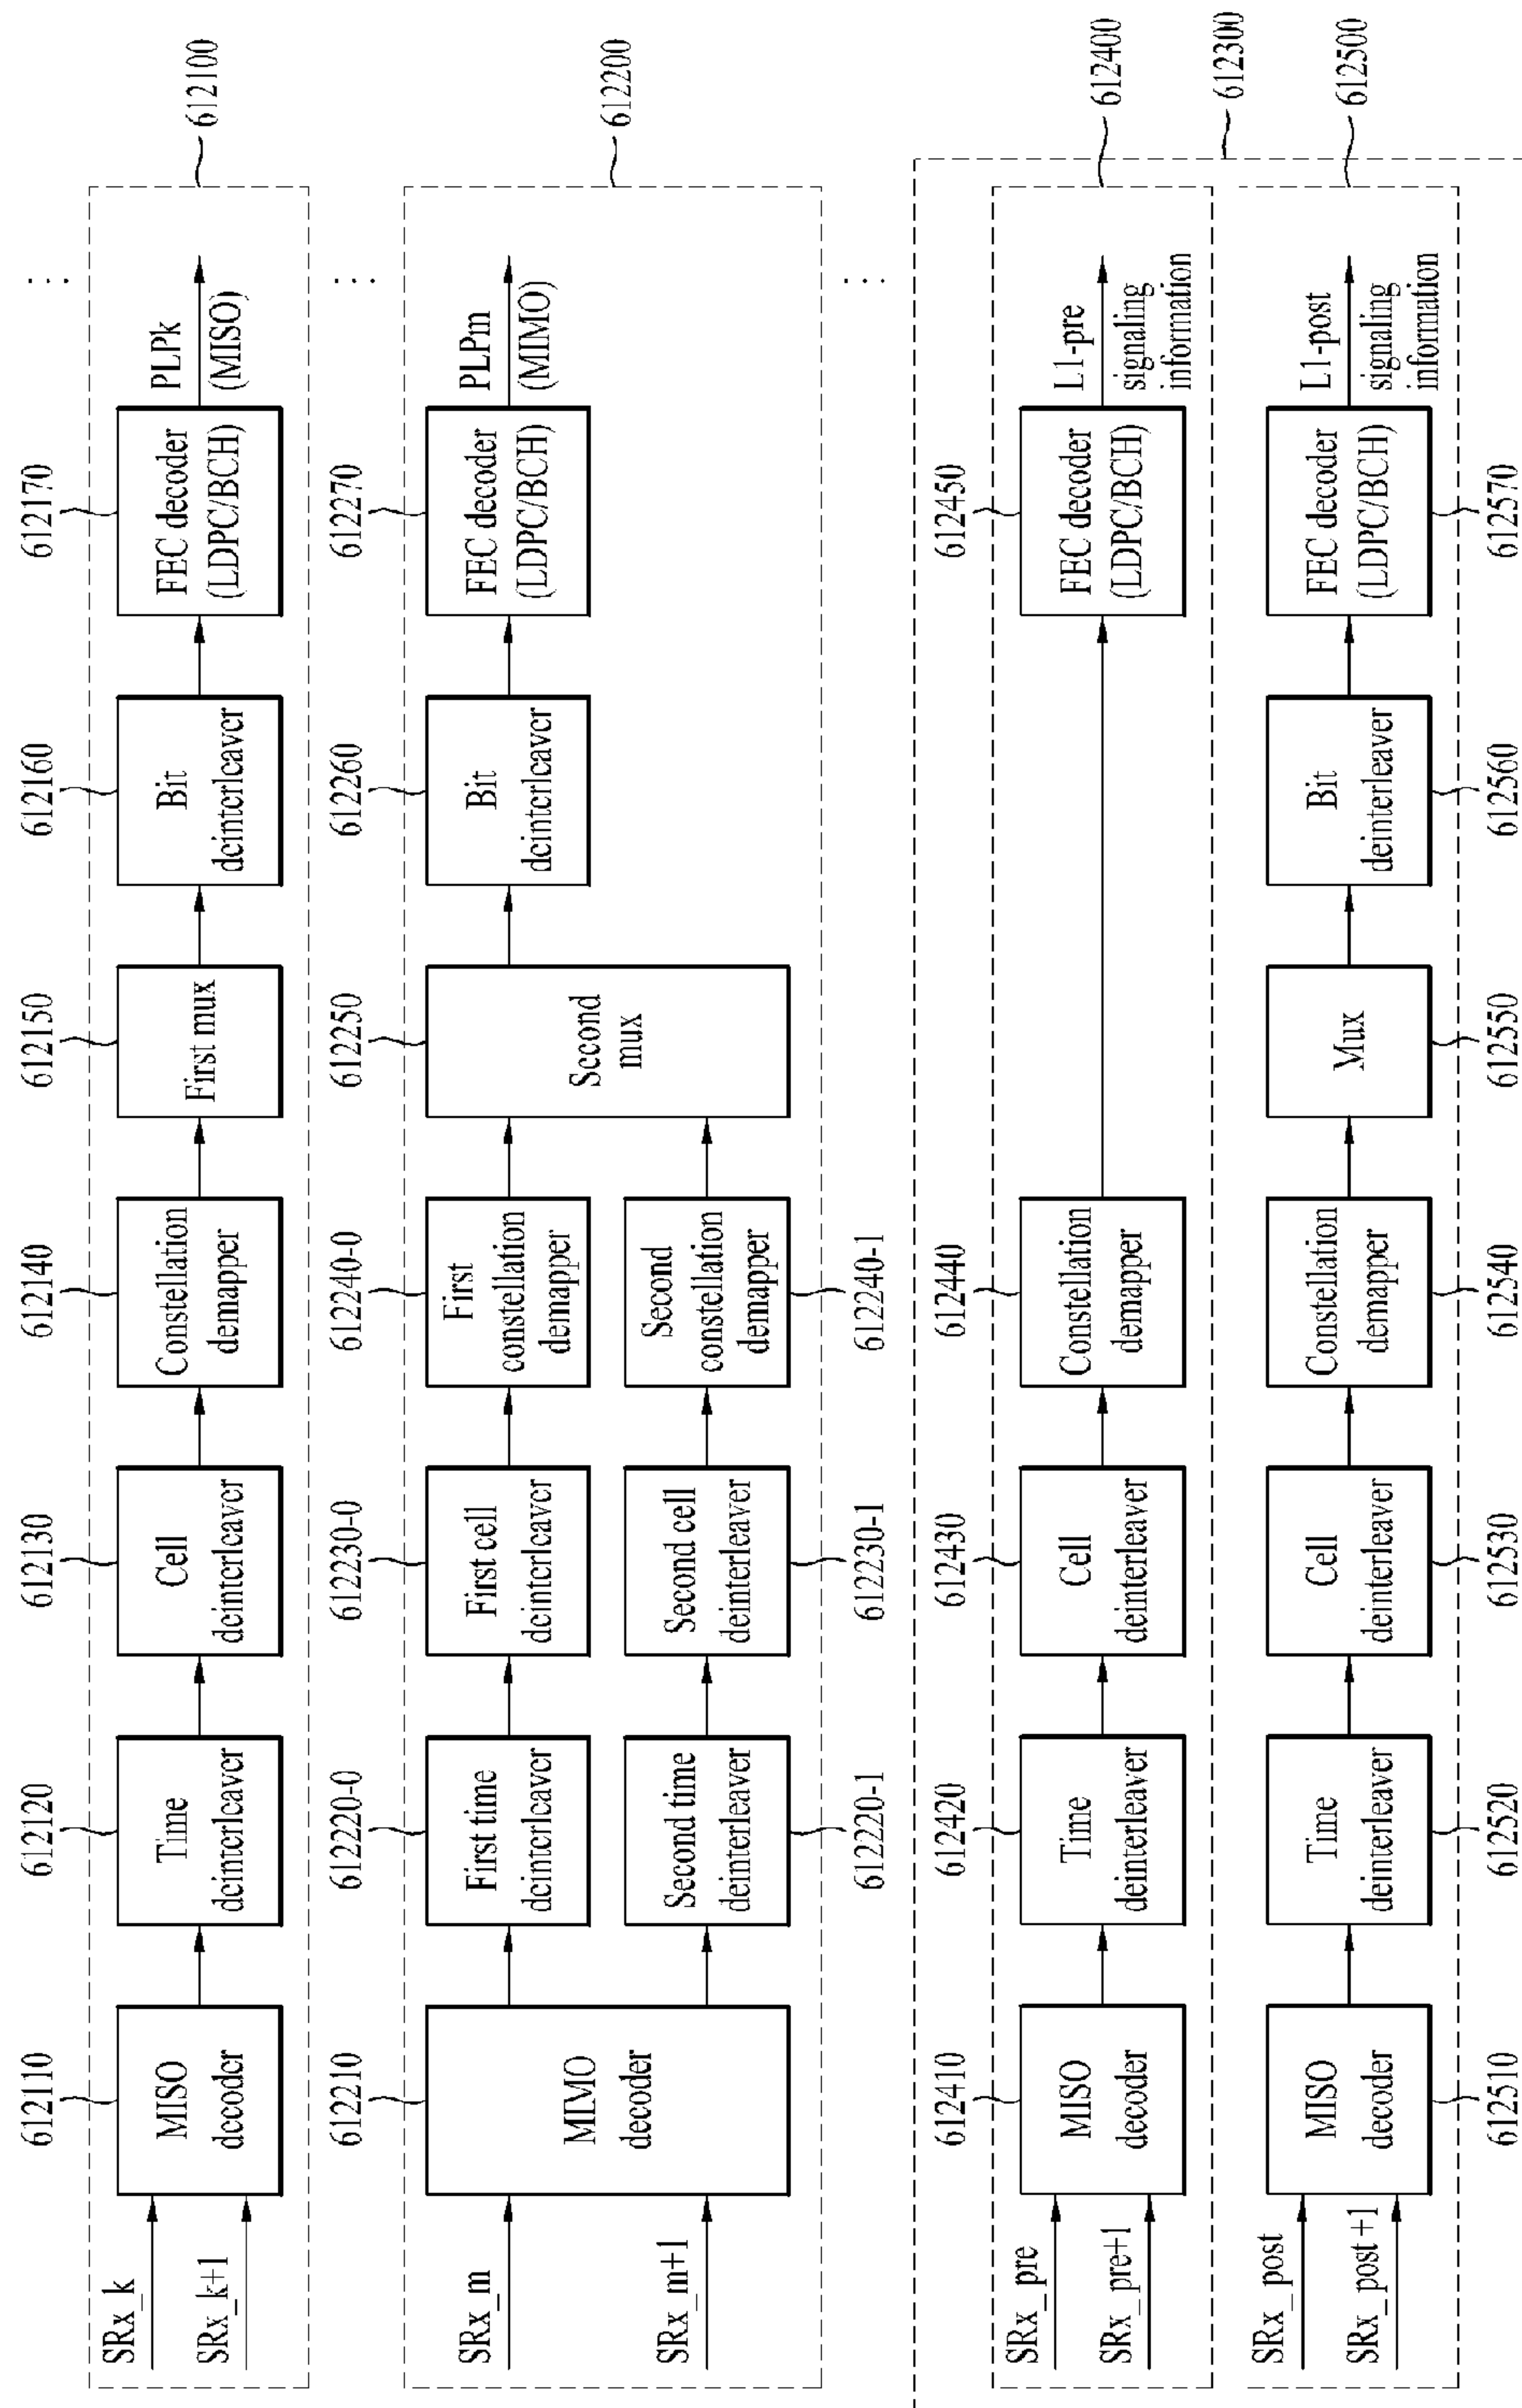 612110
612120
612130
612140
612150
612160
612170
SRx_k
SRx_k+1
MISO
decoder
Time
deinterleaver
Cell
deinterleaver
Constellation
demapper
First mux
Bit
deinterleaver
FEC decoder
(LDPC/BCH)
PLPk
(MISO)
...
612100
612210
612220-0
612230-0
612240-0
612250
612260
612270
SRx_m
SRx_m+1
MIMO
decoder
First time
deinterleaver
First cell
deinterleaver
First
constellation
demapper
Second
mux
Bit
deinterleaver
FEC decoder
(LDPC/BCH)
PLPm
(MIMO)
...
612200
Second time
deinterleaver
Second cell
deinterleaver
Second
constellation
demapper
612220-1
612230-1
612240-1
...
612410
612420
612430
612440
612450
SRx_pre
SRx_pre+1
MISO
decoder
Time
deinterleaver
Cell
deinterleaver
Constellation
demapper
FEC decoder
(LDPC/BCH)
L1-pre
signaling
information
612400
612300
SRx_post
SRx_post+1
MISO
decoder
Time
deinterleaver
Cell
deinterleaver
Constellation
demapper
Mux
Bit
deinterleaver
FEC decoder
(LDPC/BCH)
L1-post
signaling
information
612500
612510
612520
612530
612540
612550
612560
612570